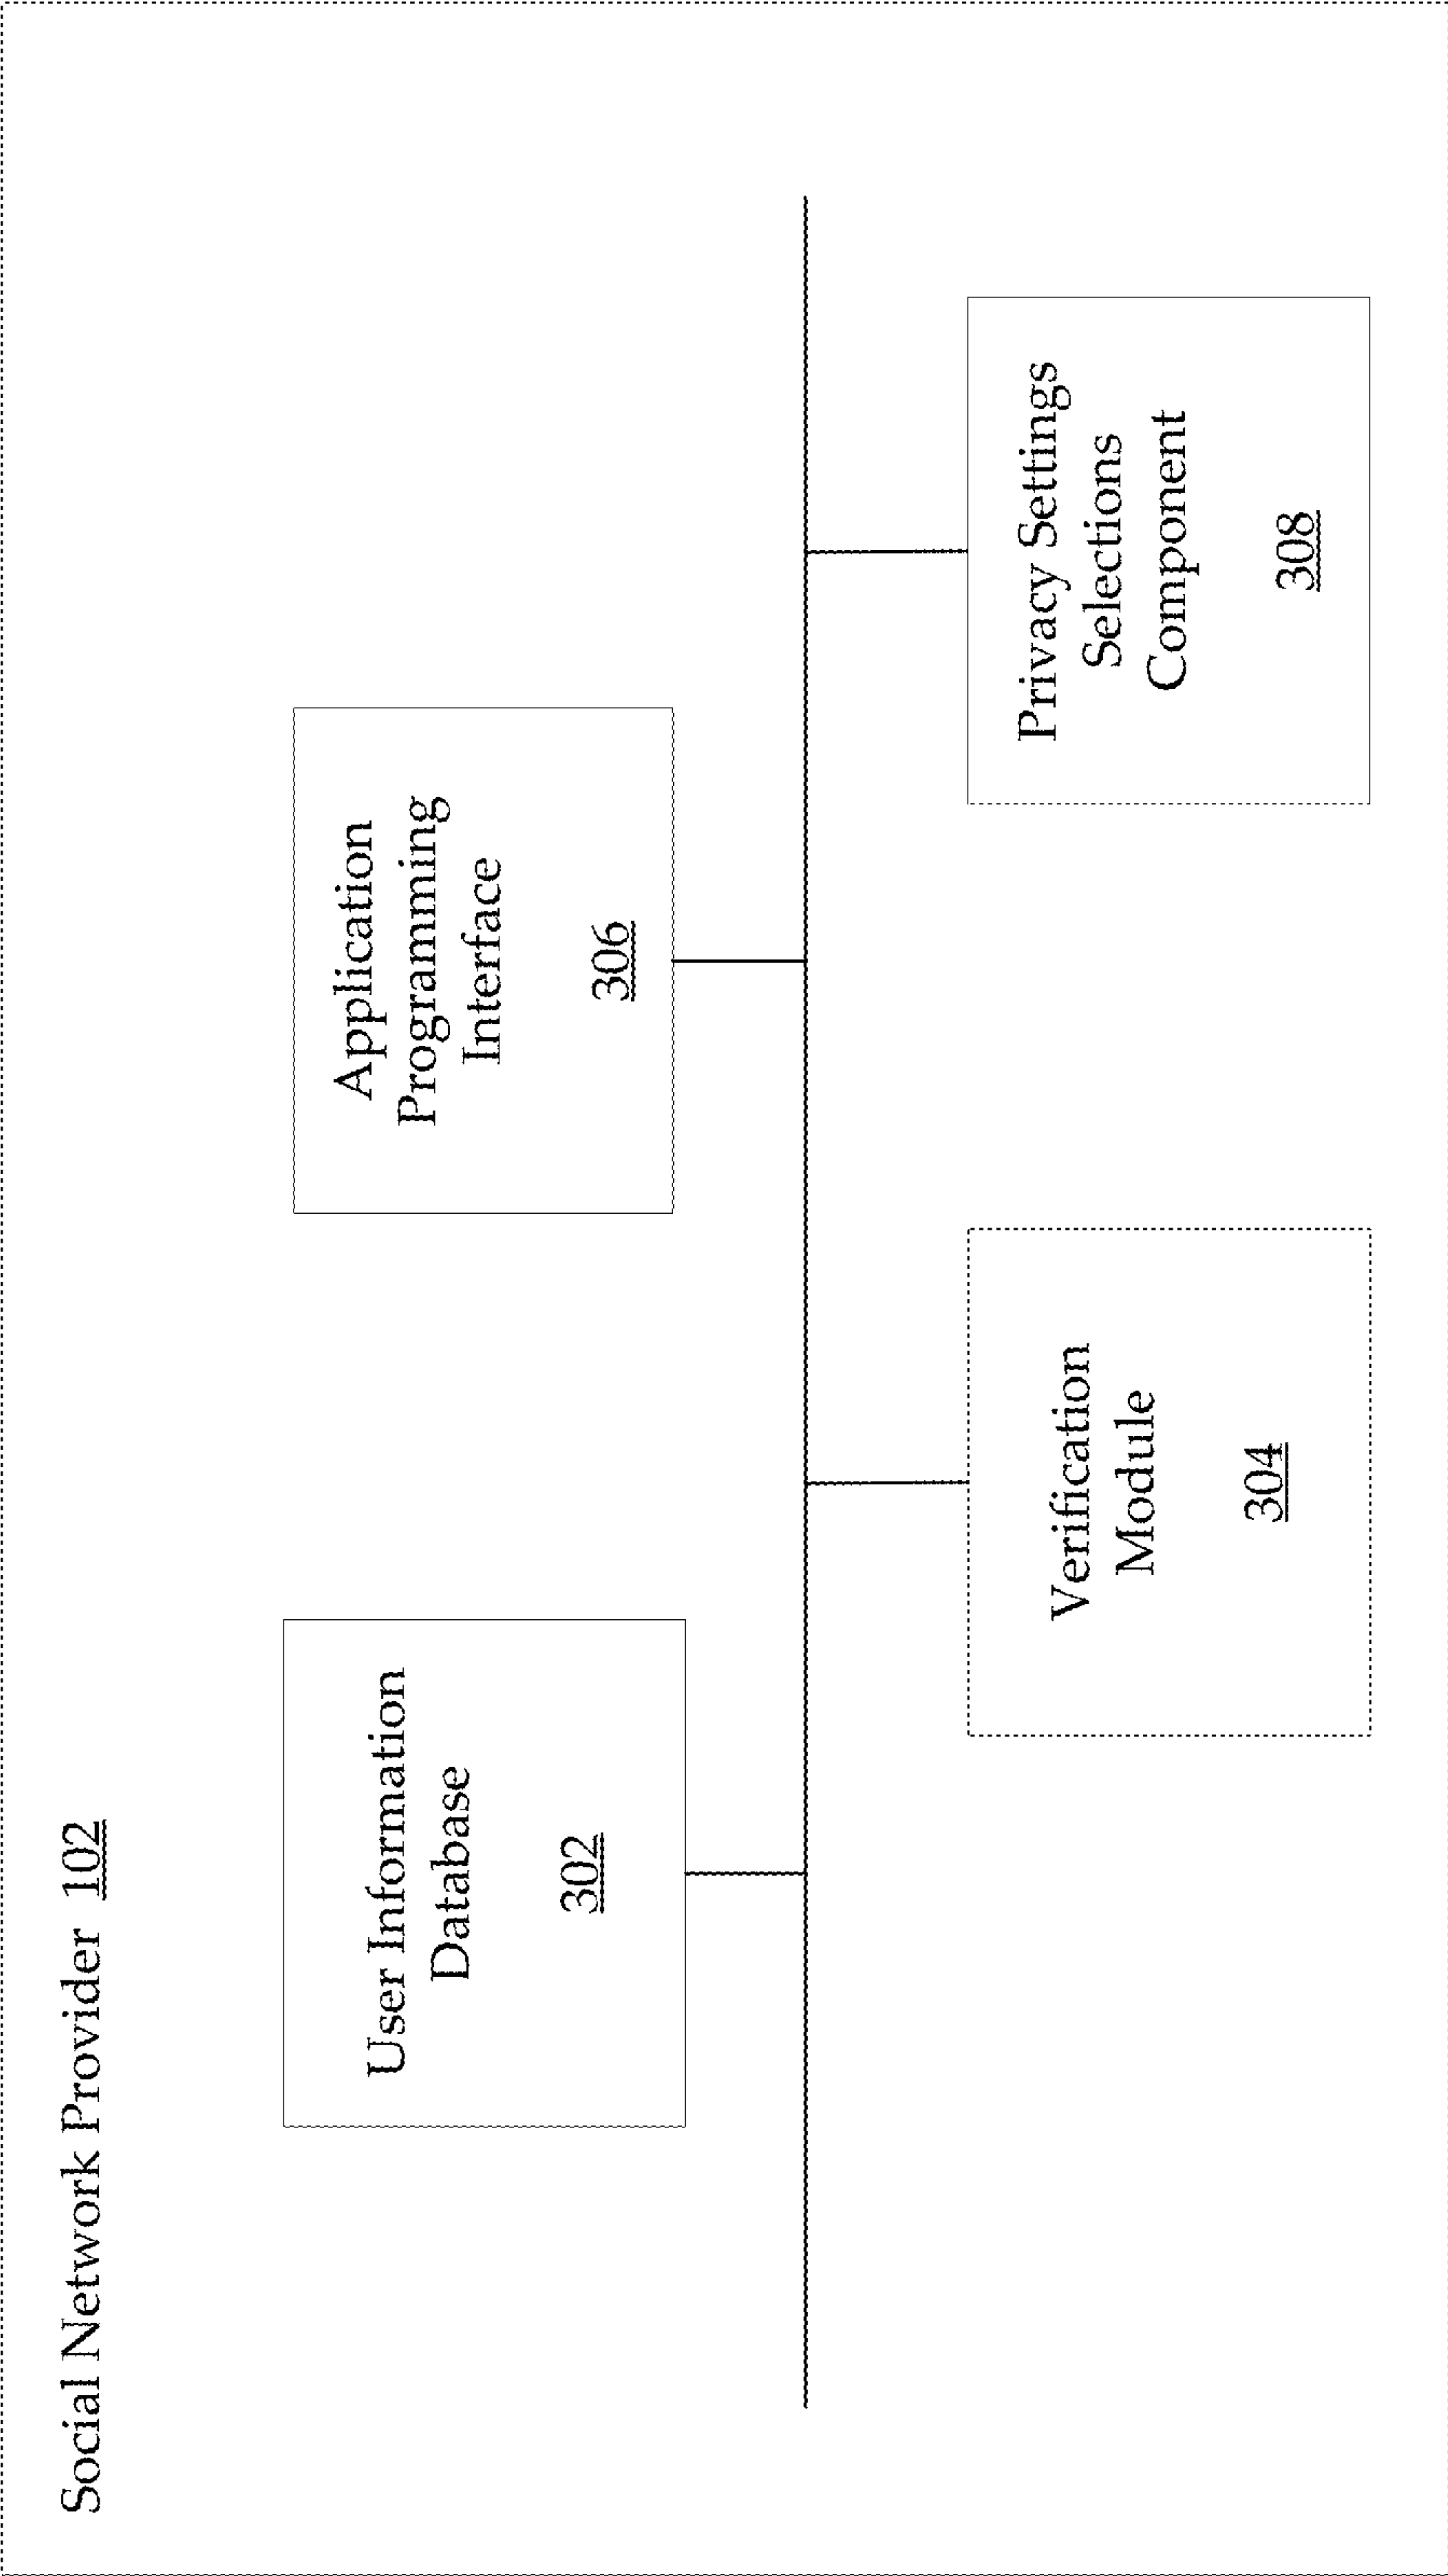 Social Network Provider 102
User Information
Database
302
Application
Programming
Interface
306
Verification
Module
304
Privacy Settings
Selections
Component
308